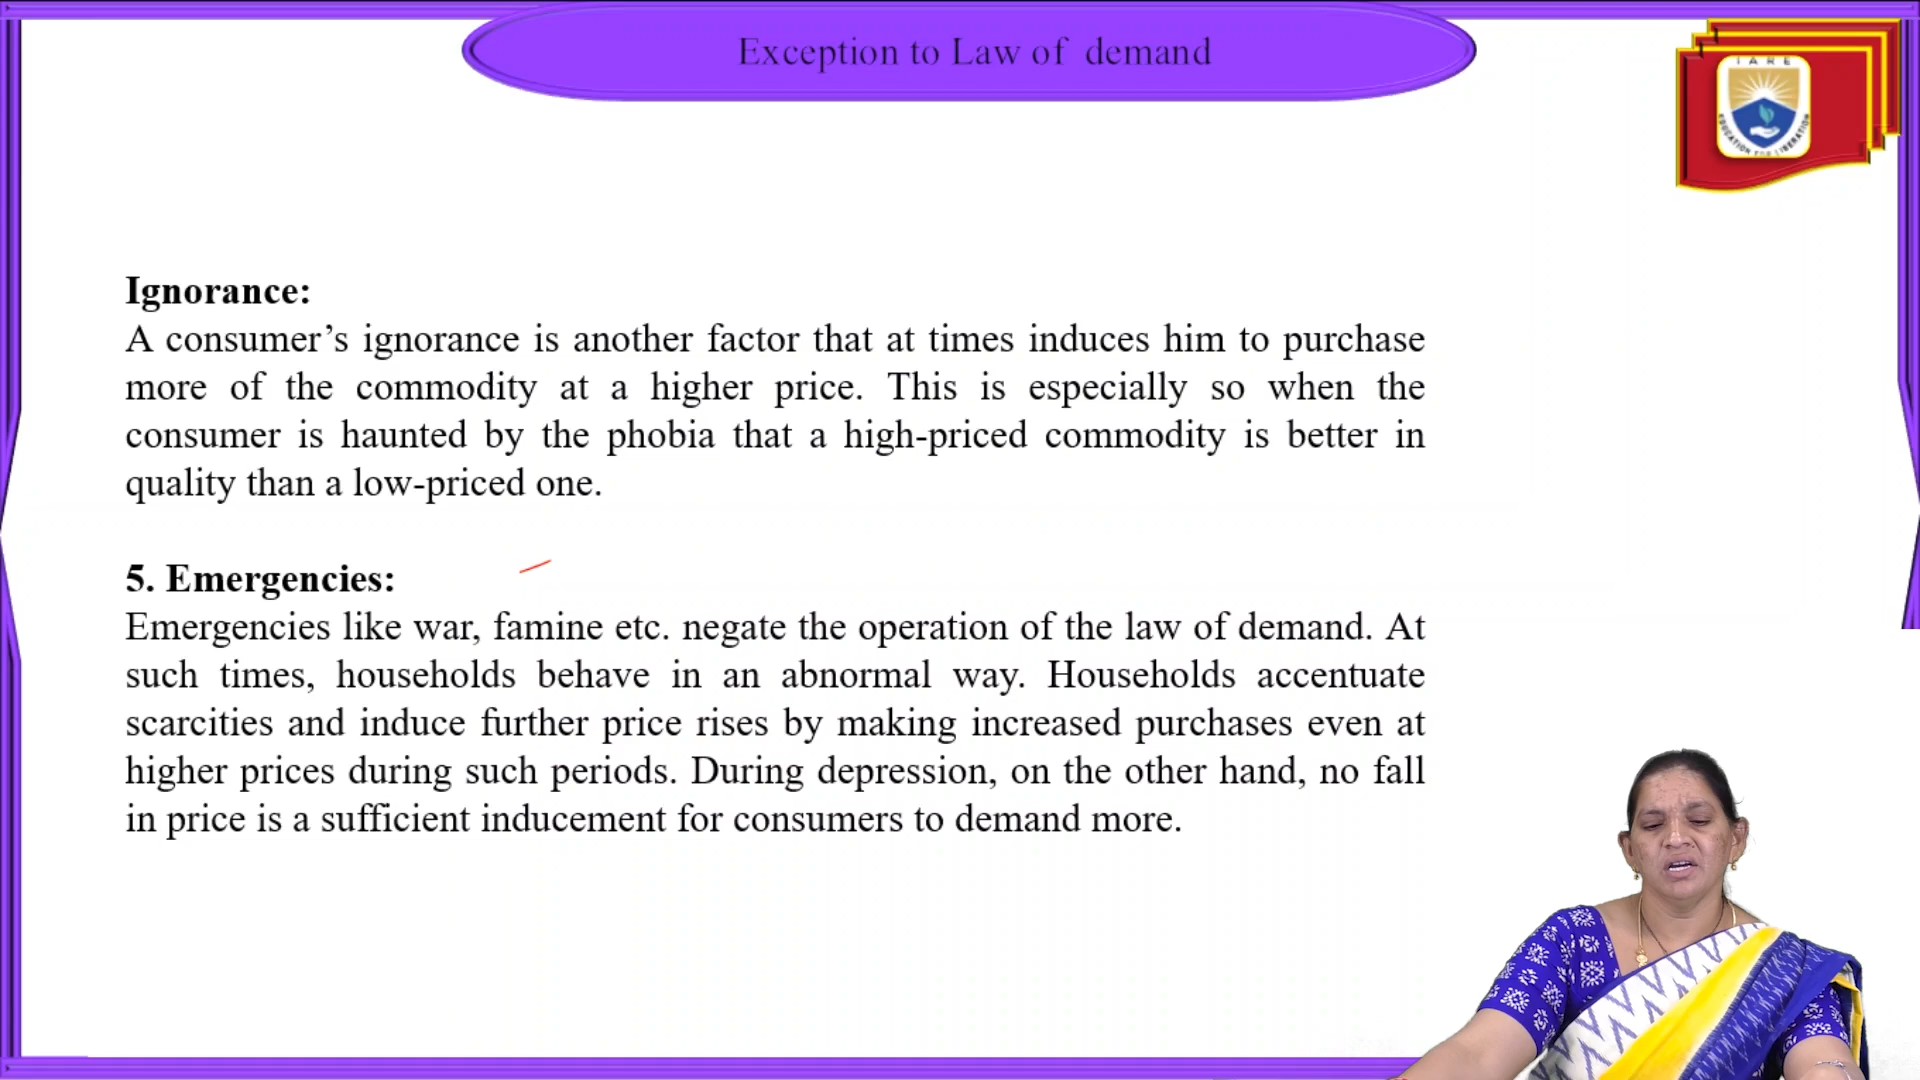 Exception to Law of demand
IARE
EDUCATION FOR LIBERATION
Ignorance:
A consumer’s ignorance is another factor that at times induces him to purchase
more of the commodity at a higher price. This is especially so when the
consumer is haunted by the phobia that a high-priced commodity is better in
quality than a low-priced one.
5. Emergencies:
Emergencies like war, famine etc. negate the operation of the law of demand. At
such times, households behave in an abnormal way. Households accentuate
scarcities and induce further price rises by making increased purchases even at
higher prices during such periods. During depression, on the other hand, no fall
in price is a sufficient inducement for consumers to demand more.